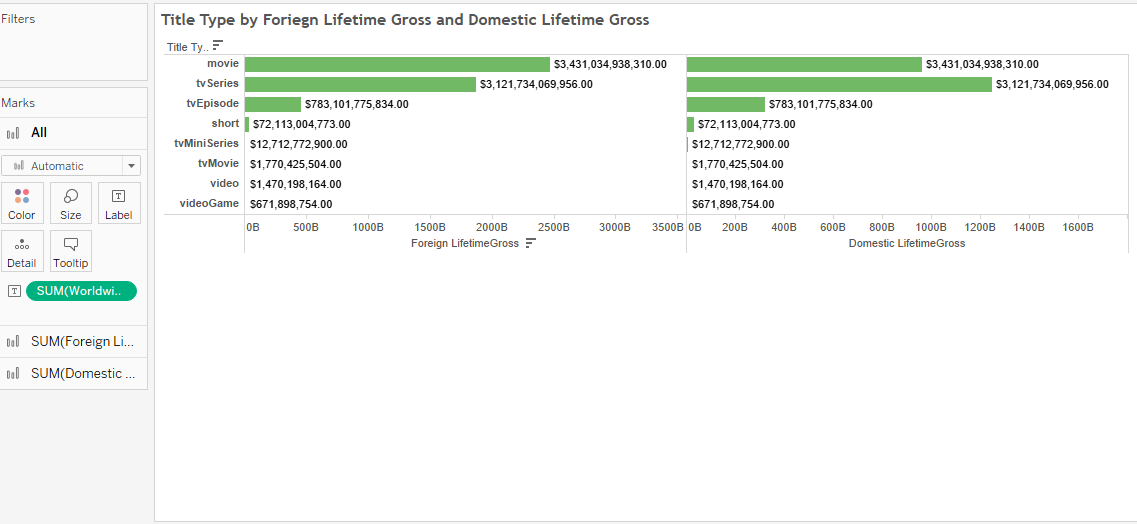 Filters
Marks
All
Automatic
Color Size Label
Detail Tooltip
SUM(Worldwi..
SUM(Foreign Li...
SUM(Domestic ...
Title Type by Foriegn Lifetime Gross and Domestic Lifetime Gross
Title Ty..
movie $3,431,034,938,310.00 $3,431,034,938,310.00
tvSeries $3,121,734,069,956.00 $3,121,734,069,956.00
tvEpisode $783,101,775,834.00 $783,101,775,834.00
short $72,113,004,773.00 $72,113,004,773.00
tvMiniSeries $12,712,772,900.00 $12,712,772,900.00
tvMovie $1,770,425,504.00 $1,770,425,504.00
video $1,470,198,164.00 $1,470,198,164.00
videoGame $671,898,754.00 $671,898,754.00
0B 500B 1000B 1500B 2000B 2500B 3000B 3500B 0B 200B 400B 600B 800B 1000B 1200B 1400B 1600B
Foreign LifetimeGross Domestic LifetimeGross